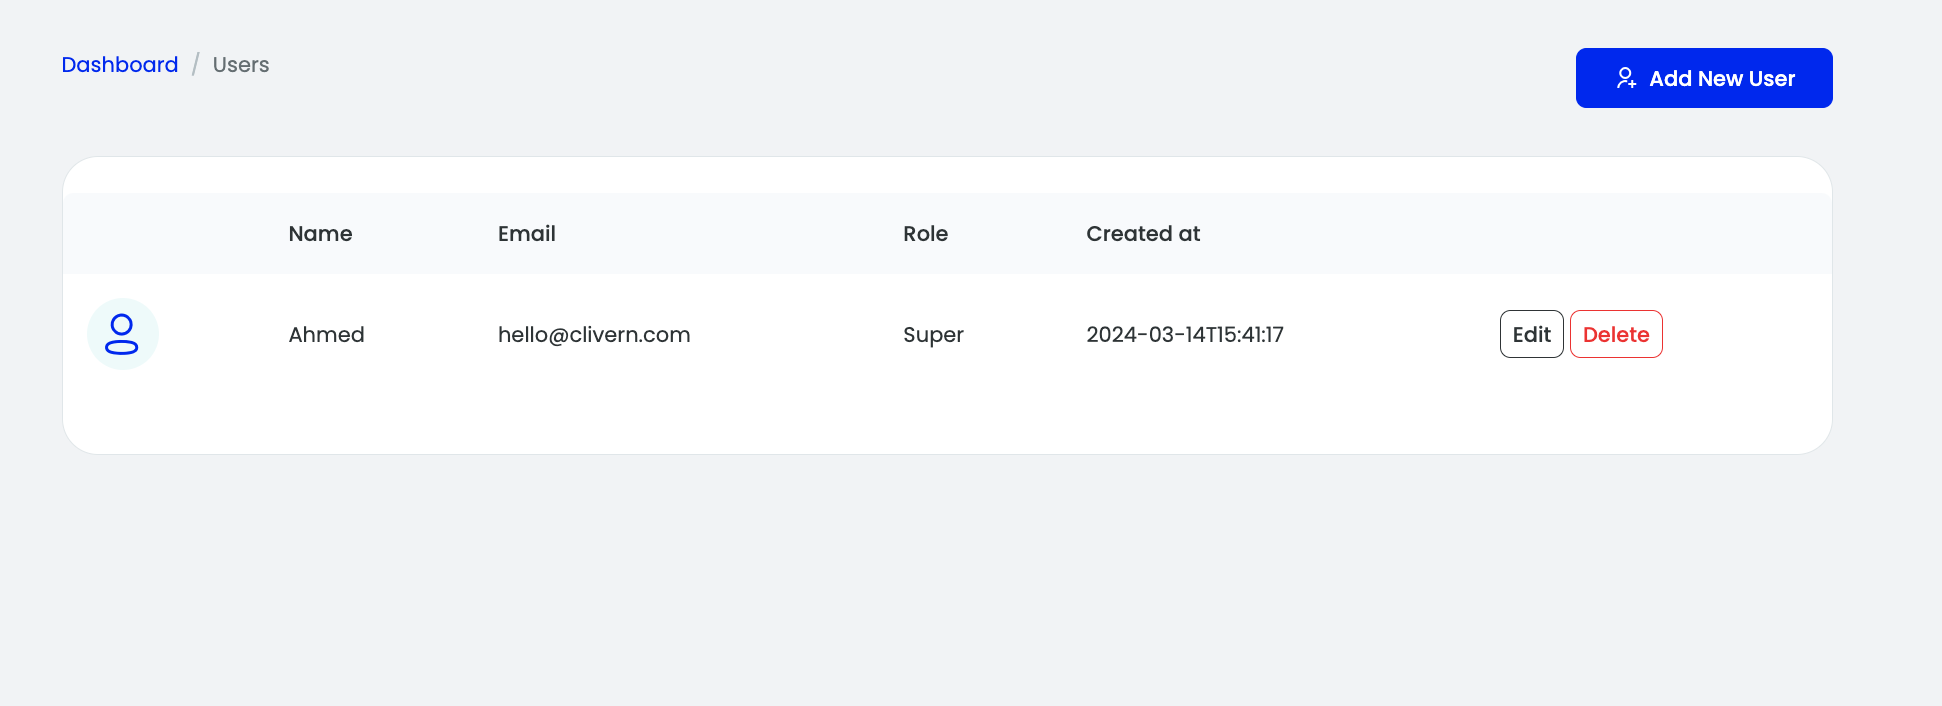 Dashboard / Users
Add New User
Name Email Role Created at
Ahmed hello@clivern.com Super 2024-03-14T15:41:17 Edit Delete